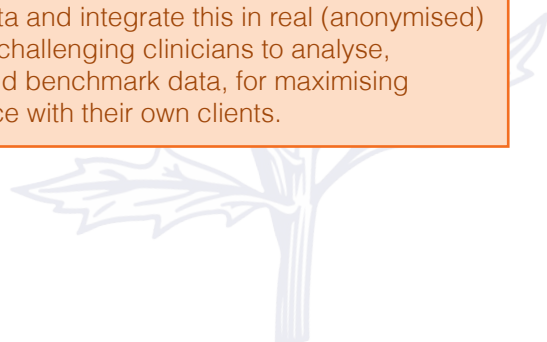 ta and integrate this in real (anonymised)
challenging clinicians to analyse,
d benchmark data, for maximising
ce with their own clients.